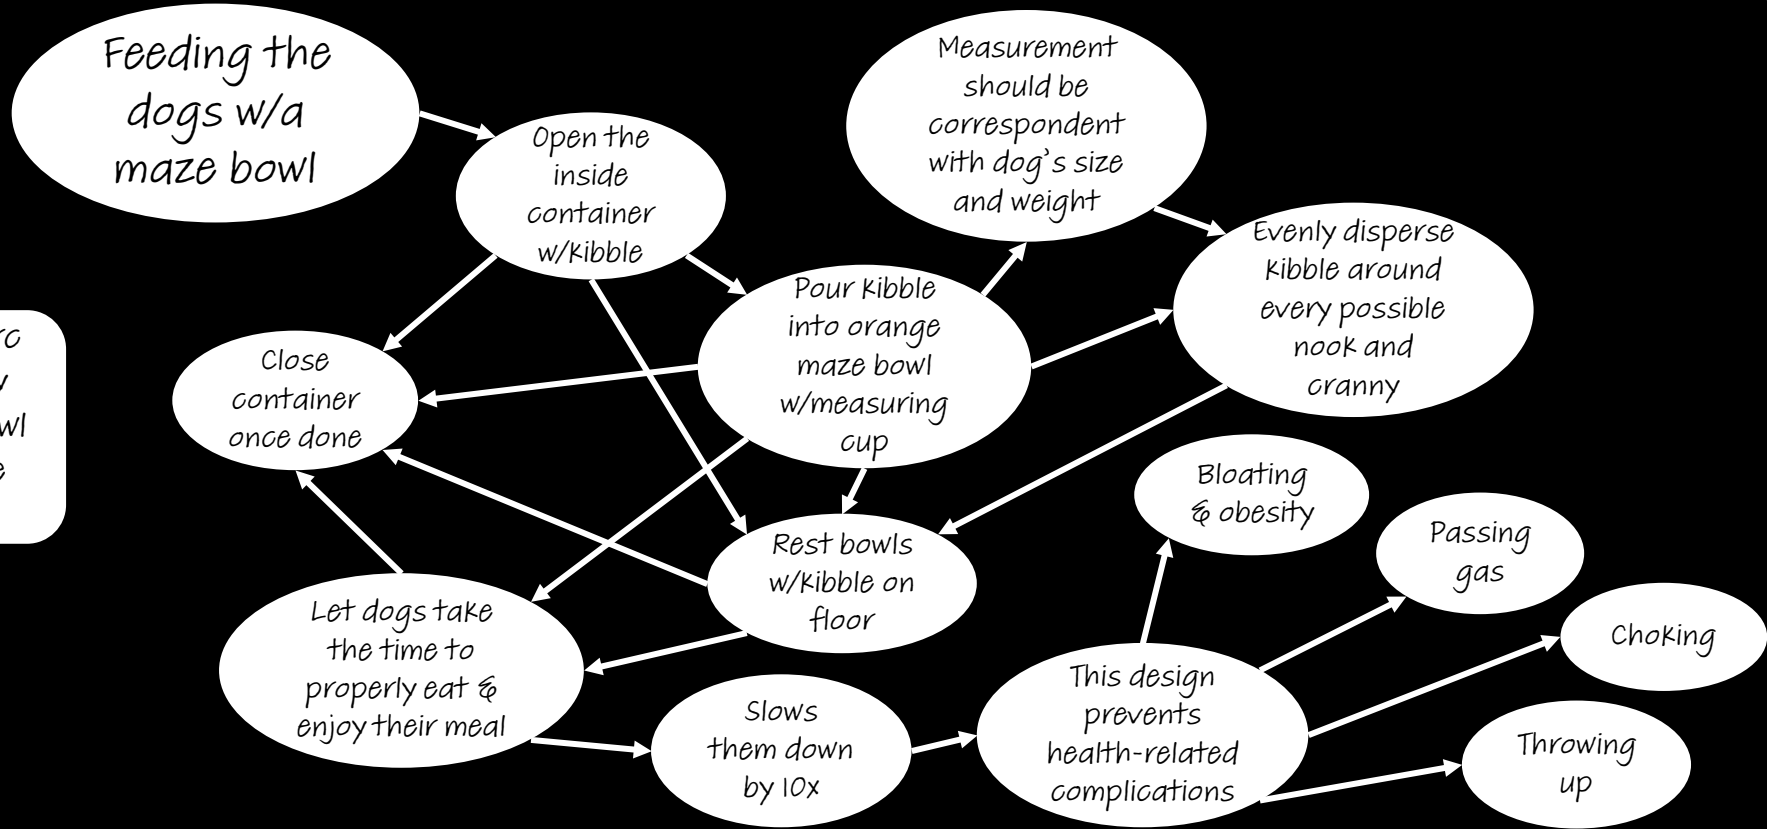 Feeding the
dogs w/a
maze bowl
Open the
inside
container
w/kibble
Measurement
should be
correspondent
with dog's size
and weight
Evenly disperse
kibble around
every possible
nook and
cranny
Pour kibble
into orange
maze bowl
w/measuring
cup
Close
container
once done
Rest bowls
w/kibble on
floor
Let dogs take
the time to
properly eat &
enjoy their meal
Slows
them down
by 10x
This design
prevents
health-related
complications
Bloating
& obesity
Passing
gas
Choking
Throwing
up